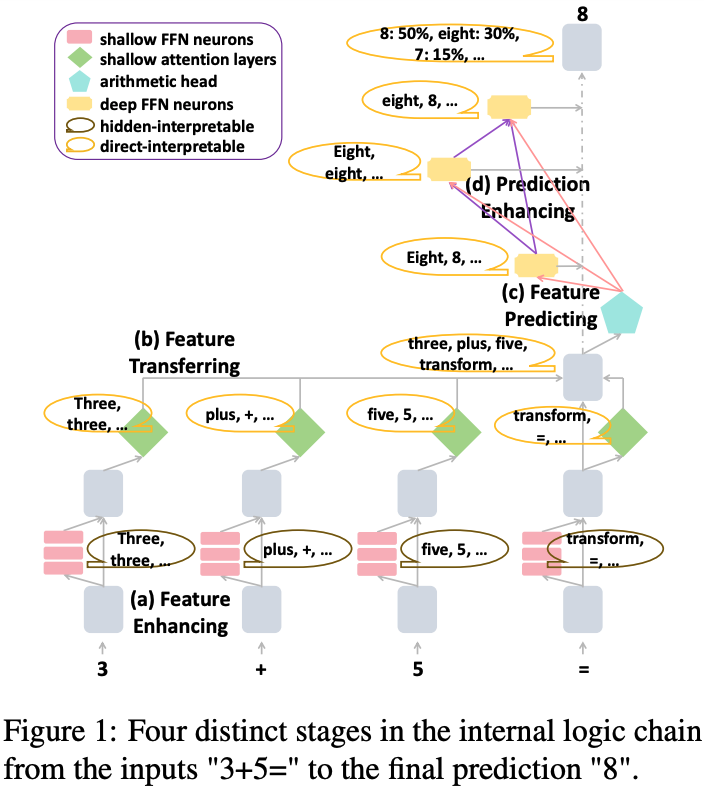 8
8: 50%, eight: 30%,
7: 15%, ...
shallow FFN neurons
shallow attention layers
arithmetic head
deep FFN neurons
hidden-interpretable
direct-interpretable
eight, 8, ...
Eight,
eight, ...
(d) Prediction
Enhancing
Eight, 8, ...
(c) Feature
Predicting
(b) Feature
Transferring
three, plus, five,
transform, ...
Three,
three, ...
plus, +, ...
five, 5, ...
transform,
=, ...
Three,
three, ...
plus, +, ...
five, 5, ...
transform,
=, ...
(a) Feature
Enhancing
3
+
5
=
Figure 1: Four distinct stages in the internal logic chain
from the inputs "3+5=" to the final prediction "8".